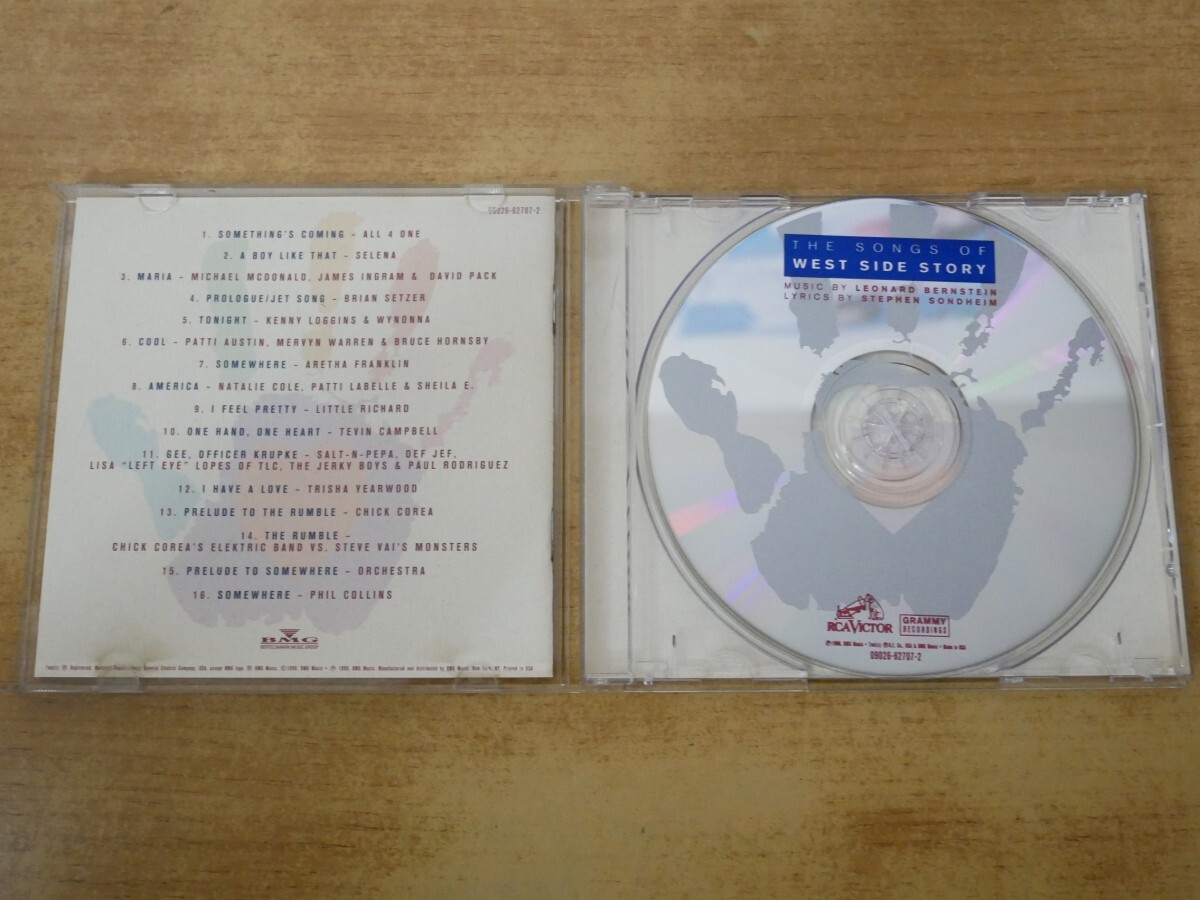 09026-62707-2
1. SOMETHING'S COMING – ALL 4 ONE
2. A BOY LIKE THAT – SELENA
3. MARIA – MICHAEL MCDONALD, JAMES INGRAM & DAVID PACK
4. PROLOGUE/JET SONG – BRIAN SETZER
5. TONIGHT – KENNY LOGGINS & WYNONNA
6. COOL – PATTI AUSTIN, MERVYN WARREN & BRUCE HORNSBY
7. SOMEWHERE – ARETHA FRANKLIN
8. AMERICA – NATALIE COLE, PATTI LABELLE & SHEILA E.
9. I FEEL PRETTY – LITTLE RICHARD
10. ONE HAND, ONE HEART – TEVIN CAMPBELL
11. GEE, OFFICER KRUPKE – SALT-N-PEPA, DEF JEF,
LISA "LEFT EYE" LOPES OF TLC, THE JERKY BOYS & PAUL RODRIGUEZ
12. I HAVE A LOVE – TRISHA YEARWOOD
13. PRELUDE TO THE RUMBLE – CHICK COREA
14. THE RUMBLE –
CHICK COREA'S ELEKTRIC BAND VS. STEVE VAI'S MONSTERS
15. PRELUDE TO SOMEWHERE – ORCHESTRA
16. SOMEWHERE – PHIL COLLINS
BMG
BERTELSMANN MUSIC GROUP
THE SONGS OF
WEST SIDE STORY
MUSIC BY LEONARD BERNSTEIN
LYRICS BY STEPHEN SONDHEIM
RCA VICTOR
GRAMMY
RECORDINGS
09026-62707-2